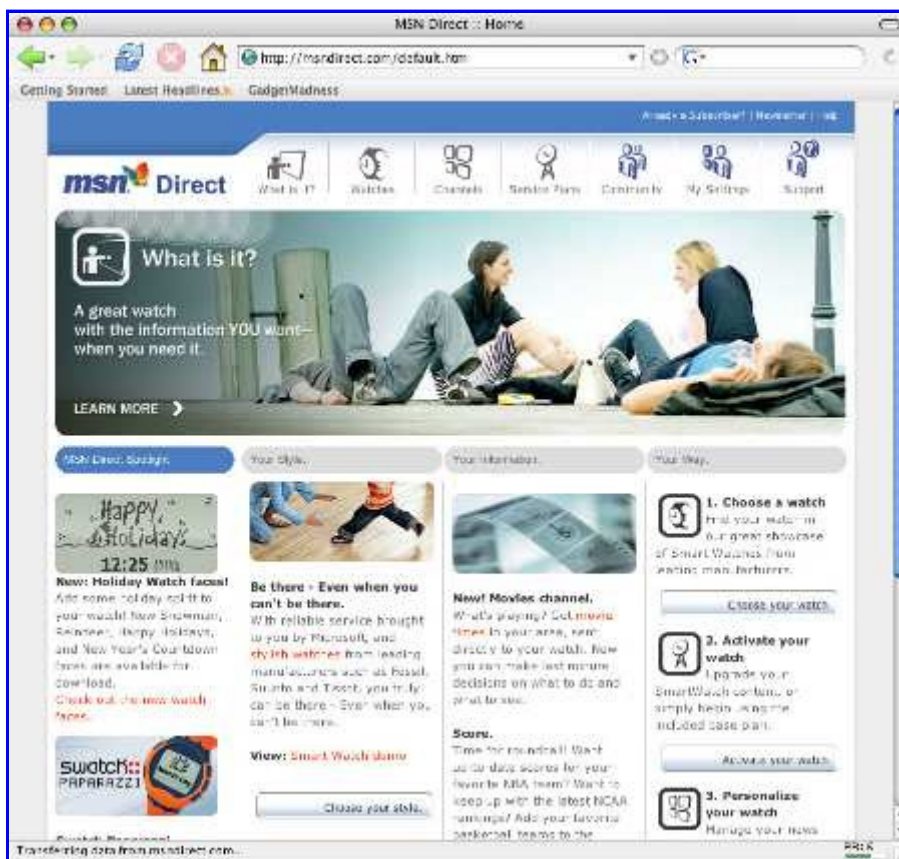 MSN Direct :: Home
http://msndirect.com/default.htm
Getting Started Latest Headlines GadgetMadness
Already a Subscriber? | Newsletter | Help
msn Direct
What is it? Watches Channels Service Plans Community My Settings Support
What is it?
A great watch
with the information YOU want—
when you need it.
LEARN MORE
MSN Direct Spotlight
Happy
Holidays
12:25 PM
New: Holiday Watch faces!
Add some holiday spirit to
your watch! New Snowman,
Reindeer, Happy Holidays,
and New Year's Countdown
faces are available for
download.
Check out the new watch
faces.
swatch::
PAPARAZZI
Swatch Paparazzi
Your Style.
Be there - Even when you
can't be there.
With reliable service brought
to you by Microsoft, and
stylish watches from leading
manufacturers such as Fossil,
Suunto and Tissot, you truly
can be there - Even when you
can't be there.
View: Smart Watch demo
Choose your style.
Your Information.
New! Movies channel.
What's playing? Get movie
times in your area, sent
directly to your watch. Now
you can make last minute
decisions on what to do and
what to see.
Score.
Time for roundball! Want
up-to-date scores for your
favorite NBA team? Want to
keep up with the latest NCAA
rankings? Add your favorite
basketball teams to the
Your Way.
1. Choose a watch
Find your watch in
our great showcase
of Smart Watches from
leading manufacturers.
Choose your watch
2. Activate your
watch
Upgrade your
SmartWatch content, or
simply begin using the
included base plan.
Activate your watch
3. Personalize
your watch
Manage your news
Transferring data from msndirect.com...